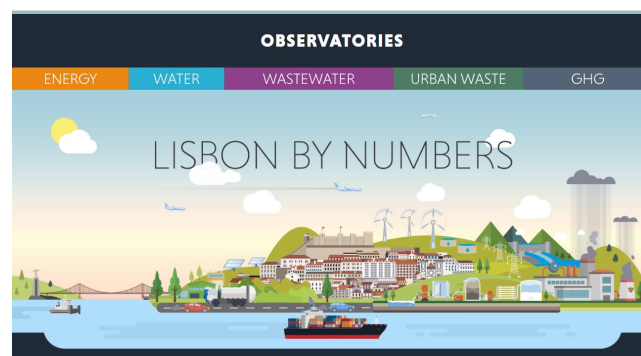 OBSERVATORIES
ENERGY WATER WASTEWATER URBAN WASTE GHG
LISBON BY NUMBERS